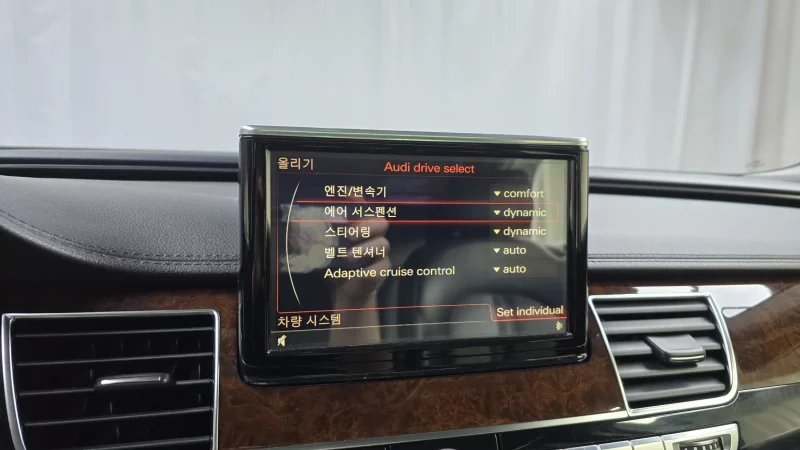 올리기
Audi drive select
엔진/변속기 ▼ comfort
에어 서스펜션 ▼ dynamic
스티어링 ▼ dynamic
벨트 텐셔너 ▼ auto
Adaptive cruise control ▼ auto
Set individual
차량 시스템